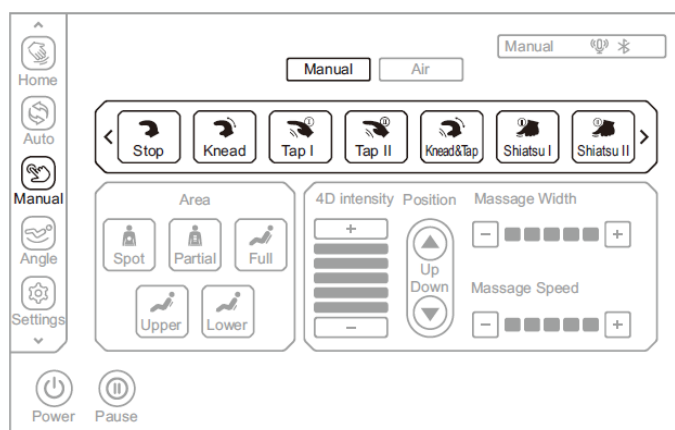 Manual
Home
Manual
Air
Auto
Stop
Knead
Tap I
Tap II
Knead&Tap
Shiatsu I
Shiatsu II
Manual
Area
4D intensity
Position
Massage Width
+
-
+
Angle
Spot
Partial
Full
Up
Down
Massage Speed
Settings
Upper
Lower
-
-
+
Power
Pause